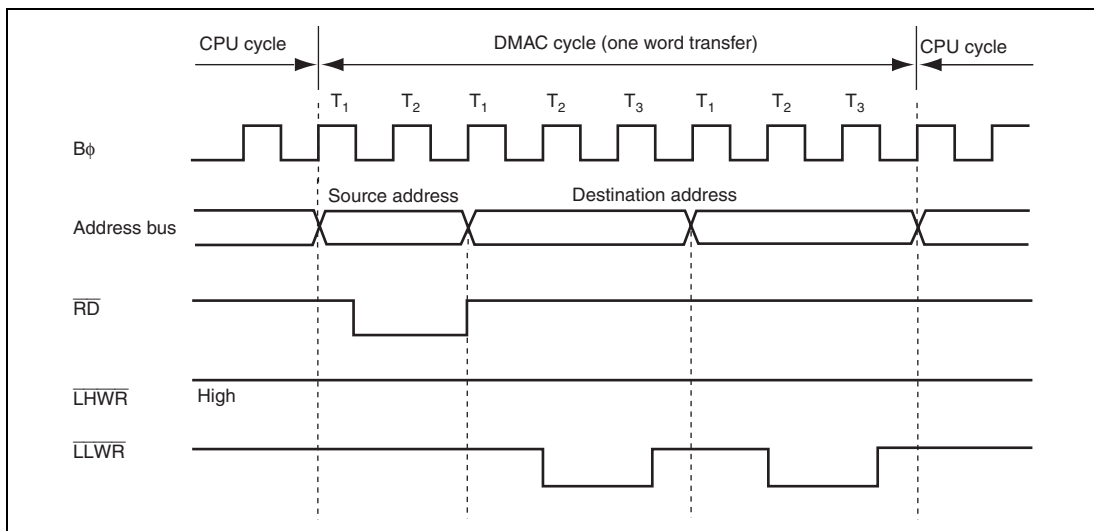 CPU cycle DMAC cycle (one word transfer) CPU cycle
T1 T2 T1 T2 T3 T1 T2 T3
Bϕ
Source address Destination address
Address bus
RD
LHWR High
LLWR